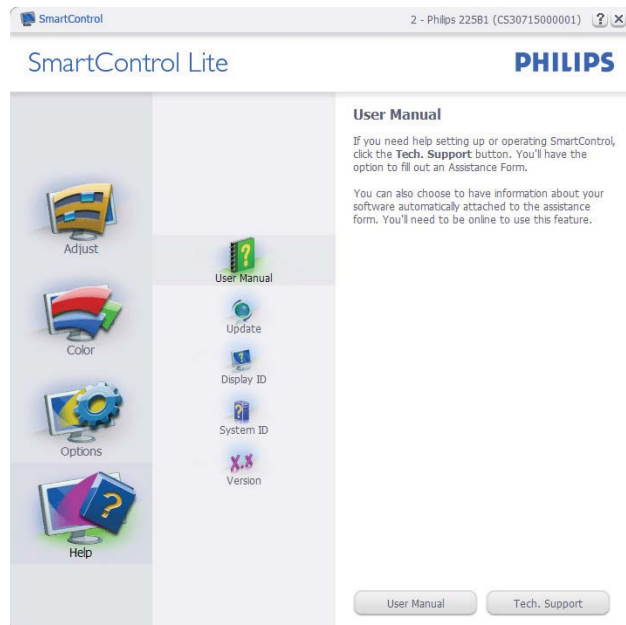 SmartControl
2 - Philips 225B1 (CS30715000001)
? X
SmartControl Lite
PHILIPS
Adjust
Color
Options
Help
User Manual
Update
Display ID
System ID
X.X
Version
User Manual
If you need help setting up or operating SmartControl,
click the Tech. Support button. You'll have the
option to fill out an Assistance Form.
You can also choose to have information about your
software automatically attached to the assistance
form. You'll need to be online to use this feature.
User Manual
Tech. Support